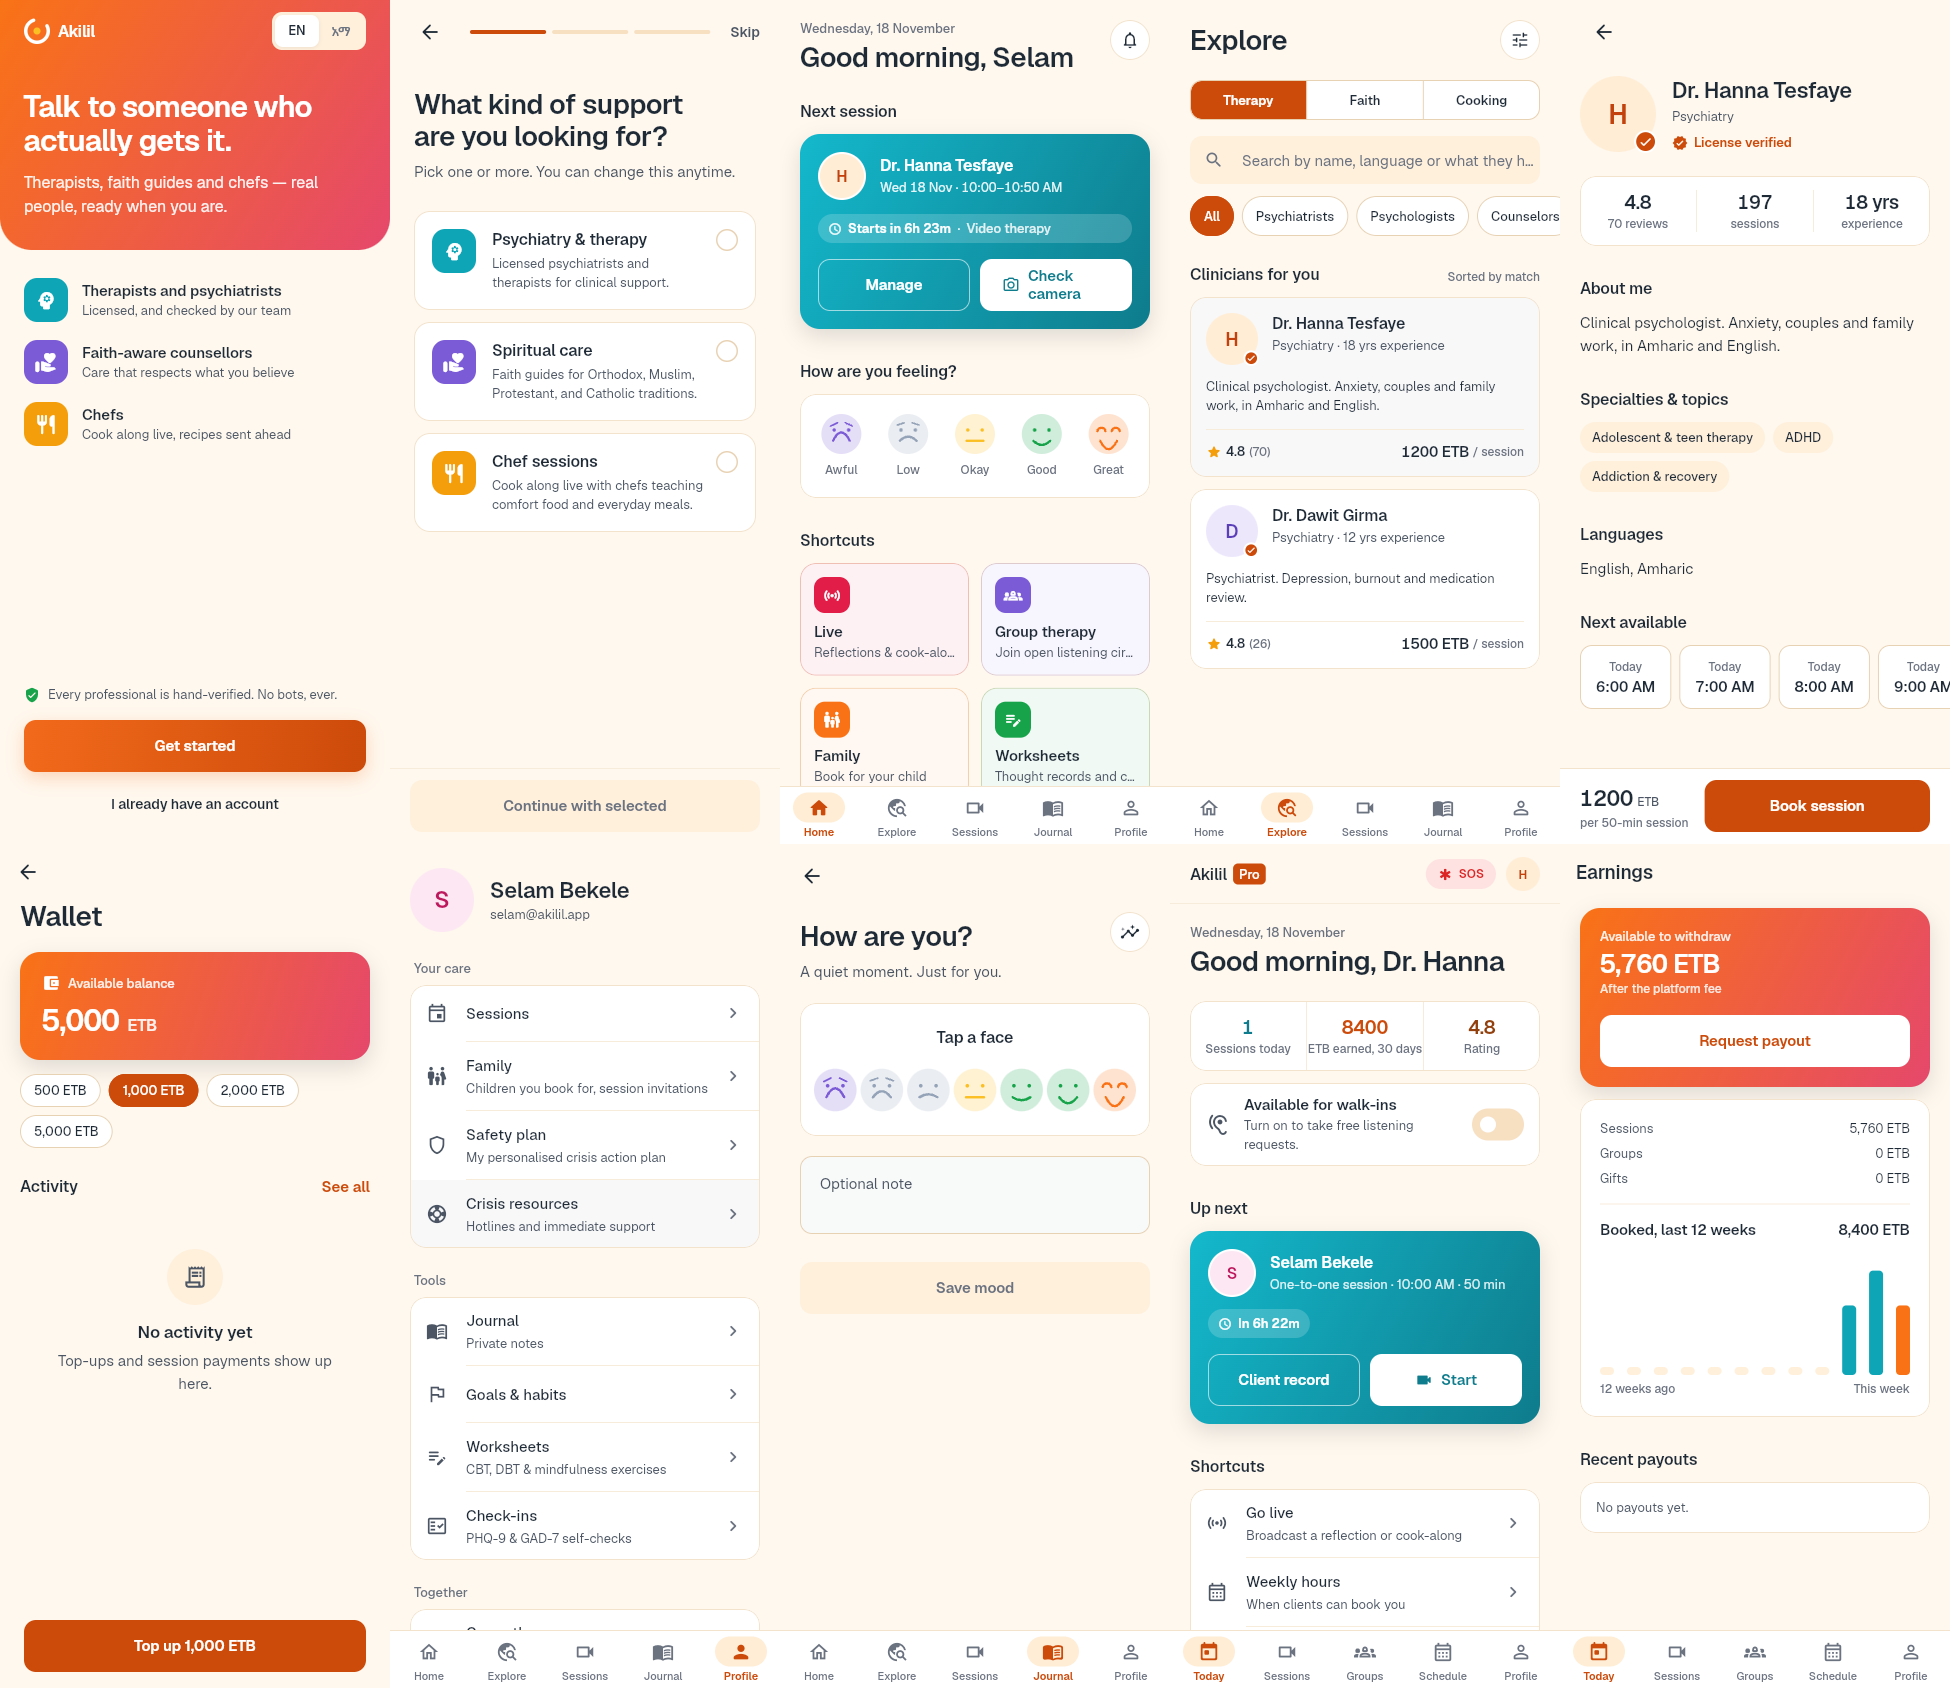 Akilil
EN
አማ
Talk to someone who
actually gets it.
Therapists, faith guides and chefs — real
people, ready when you are.
Therapists and psychiatrists
Licensed, and checked by our team
Faith-aware counsellors
Care that respects what you believe
Chefs
Cook along live, recipes sent ahead
Every professional is hand-verified. No bots, ever.
Get started
I already have an account
Skip
What kind of support
are you looking for?
Pick one or more. You can change this anytime.
Psychiatry & therapy
Licensed psychiatrists and
therapists for clinical support.
Spiritual care
Faith guides for Orthodox, Muslim,
Protestant, and Catholic traditions.
Chef sessions
Cook along live with chefs teaching
comfort food and everyday meals.
Continue with selected
Wednesday, 18 November
Good morning, Selam
Next session
H
Dr. Hanna Tesfaye
Wed 18 Nov · 10:00–10:50 AM
Starts in 6h 23m · Video therapy
Manage
Check
camera
How are you feeling?
Awful
Low
Okay
Good
Great
Shortcuts
Live
Reflections & cook-alo...
Group therapy
Join open listening cir...
Family
Book for your child
Worksheets
Thought records and c...
Home
Explore
Sessions
Journal
Profile
Explore
Therapy
Faith
Cooking
Search by name, language or what they h...
All
Psychiatrists
Psychologists
Counselors
Clinicians for you
Sorted by match
H
Dr. Hanna Tesfaye
Psychiatry · 18 yrs experience
Clinical psychologist. Anxiety, couples and family
work, in Amharic and English.
4.8 (70)
1200 ETB / session
D
Dr. Dawit Girma
Psychiatry · 12 yrs experience
Psychiatrist. Depression, burnout and medication
review.
4.8 (26)
1500 ETB / session
Home
Explore
Sessions
Journal
Profile
H
Dr. Hanna Tesfaye
Psychiatry
License verified
4.8
70 reviews
197
sessions
18 yrs
experience
About me
Clinical psychologist. Anxiety, couples and family
work, in Amharic and English.
Specialties & topics
Adolescent & teen therapy
ADHD
Addiction & recovery
Languages
English, Amharic
Next available
Today
6:00 AM
Today
7:00 AM
Today
8:00 AM
Today
9:00 AM
1200 ETB
per 50-min session
Book session
Wallet
Available balance
5,000 ETB
500 ETB
1,000 ETB
2,000 ETB
5,000 ETB
Activity
See all
No activity yet
Top-ups and session payments show up
here.
Top up 1,000 ETB
S
Selam Bekele
selam@akilil.app
Your care
Sessions
Family
Children you book for, session invitations
Safety plan
My personalised crisis action plan
Crisis resources
Hotlines and immediate support
Tools
Journal
Private notes
Goals & habits
Worksheets
CBT, DBT & mindfulness exercises
Check-ins
PHQ-9 & GAD-7 self-checks
Together
Home
Explore
Sessions
Journal
Profile
How are you?
A quiet moment. Just for you.
Tap a face
Optional note
Save mood
Home
Explore
Sessions
Journal
Profile
Akilil Pro
SOS
H
Wednesday, 18 November
Good morning, Dr. Hanna
1
Sessions today
8400
ETB earned, 30 days
4.8
Rating
Available for walk-ins
Turn on to take free listening
requests.
Up next
S
Selam Bekele
One-to-one session · 10:00 AM · 50 min
In 6h 22m
Client record
Start
Shortcuts
Go live
Broadcast a reflection or cook-along
Weekly hours
When clients can book you
Today
Sessions
Groups
Schedule
Profile
Earnings
Available to withdraw
5,760 ETB
After the platform fee
Request payout
Sessions
5,760 ETB
Groups
0 ETB
Gifts
0 ETB
Booked, last 12 weeks
8,400 ETB
12 weeks ago
This week
Recent payouts
No payouts yet.
Today
Sessions
Groups
Schedule
Profile